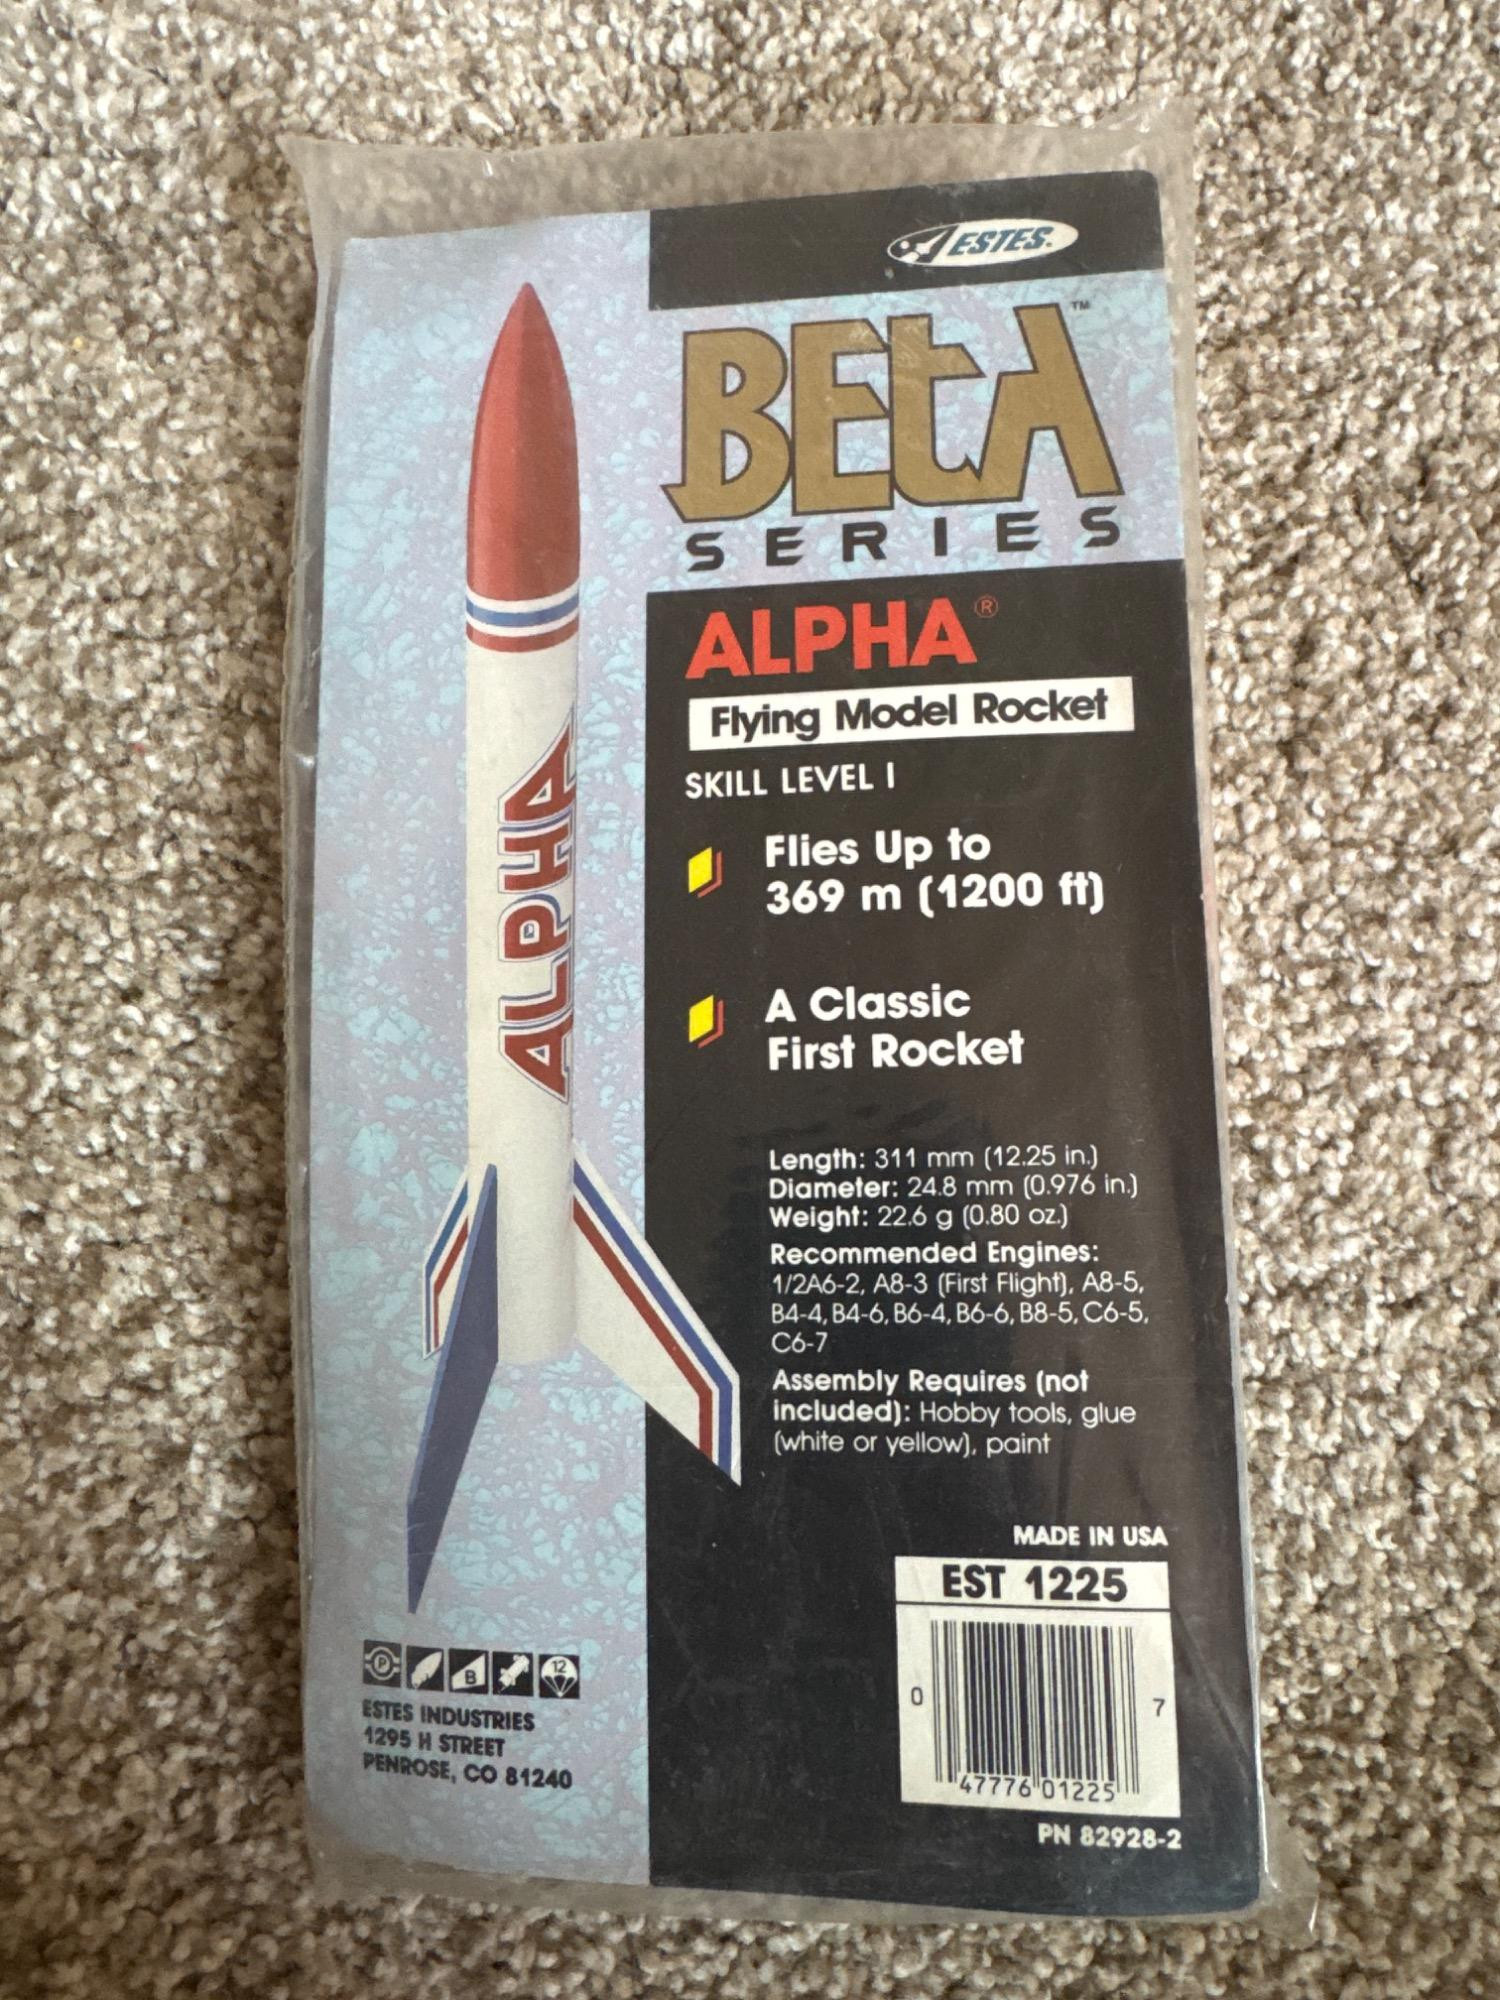 ESTES®
BETA™
SERIES
ALPHA®
Flying Model Rocket
SKILL LEVEL 1
Flies Up to
369 m (1200 ft)
A Classic
First Rocket
Length: 311 mm (12.25 in.)
Diameter: 24.8 mm (0.976 in.)
Weight: 22.6 g (0.80 oz.)
Recommended Engines:
1/2A6-2, A8-3 (First Flight), A8-5,
B4-4, B4-6, B6-4, B6-6, B8-5, C6-5,
C6-7
Assembly Requires (not
included): Hobby tools, glue
(white or yellow), paint
MADE IN USA
EST 1225
0 47776 01225 7
PN 82928-2
ALPHA
P B 12
ESTES INDUSTRIES
1295 H STREET
PENROSE, CO 81240